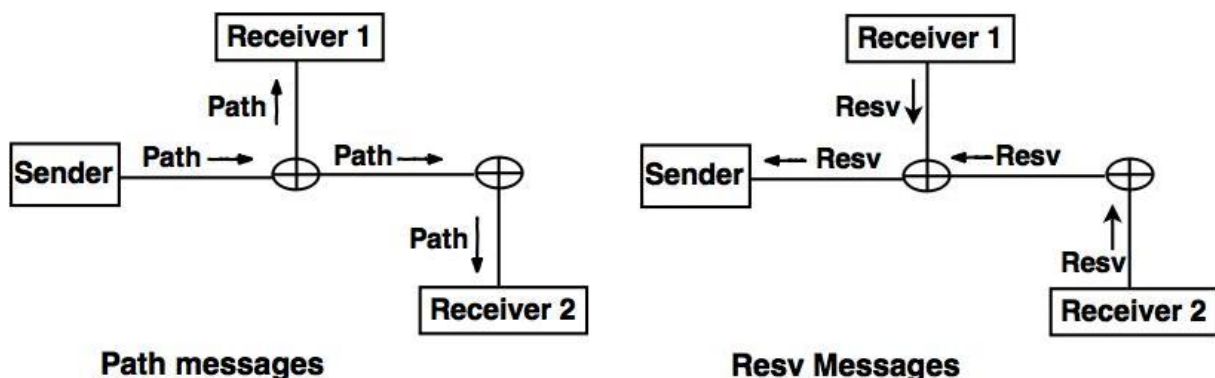 Receiver 1
Path
Sender
Path
Path
Path
Receiver 2
Path messages
Receiver 1
Resv
Sender
Resv
Resv
Resv
Receiver 2
Resv Messages